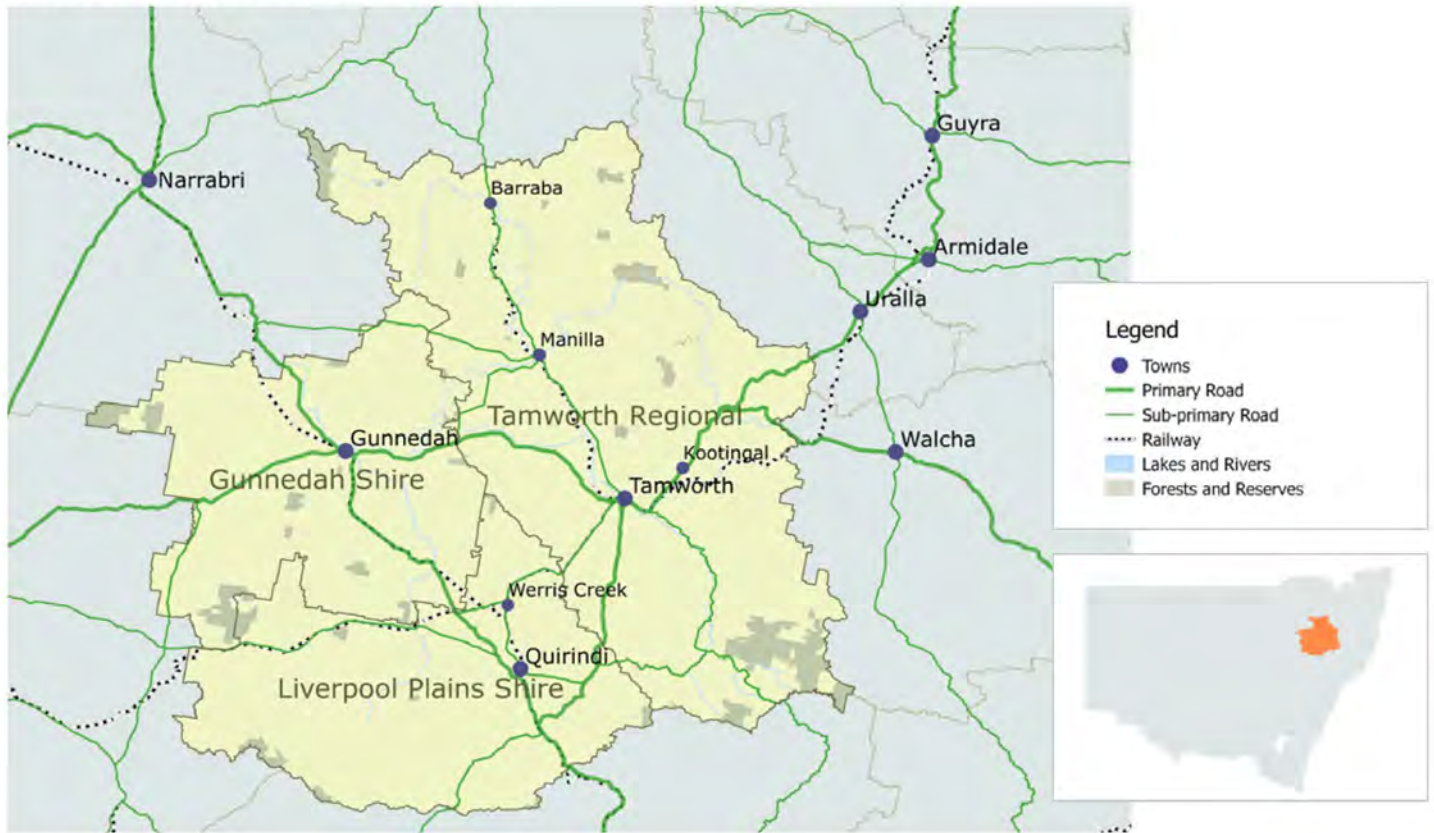 Guyra
Narrabri
Barraba
Armidale
Uralla
Manilla
Tamworth Regional
Gunnedah
Walcha
Kootingal
Gunnedah Shire
Tamworth
Werris Creek
Quirindi
Liverpool Plains Shire
Legend
Towns
Primary Road
Sub-primary Road
Railway
Lakes and Rivers
Forests and Reserves